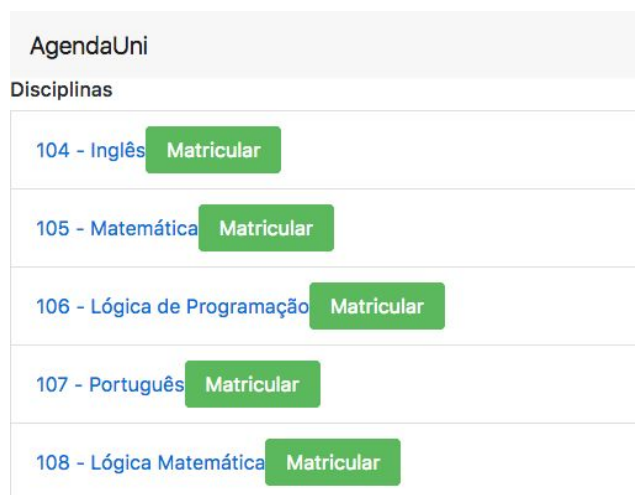 AgendaUni
Disciplinas
104 - Inglês Matricular
105 - Matemática Matricular
106 - Lógica de Programação Matricular
107 - Português Matricular
108 - Lógica Matemática Matricular